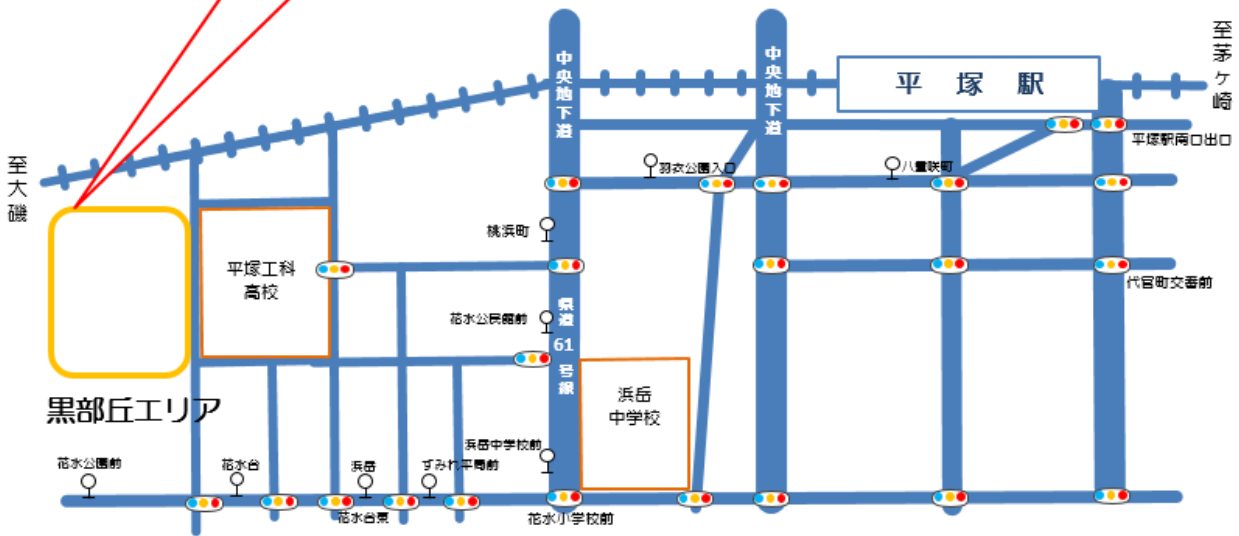 至茅ヶ崎
中央地下道
中央地下道
平塚駅
平塚駅南口出口
至大磯
羽衣公園入口
八重咲町
桃浜町
平塚工科
高校
代官町交番前
花水公民館前
県道61号線
浜岳
中学校
黒部丘エリア
浜岳中学校前
花水公園前
花水台
浜岳
すみれ平局前
花水台東
花水小学校前